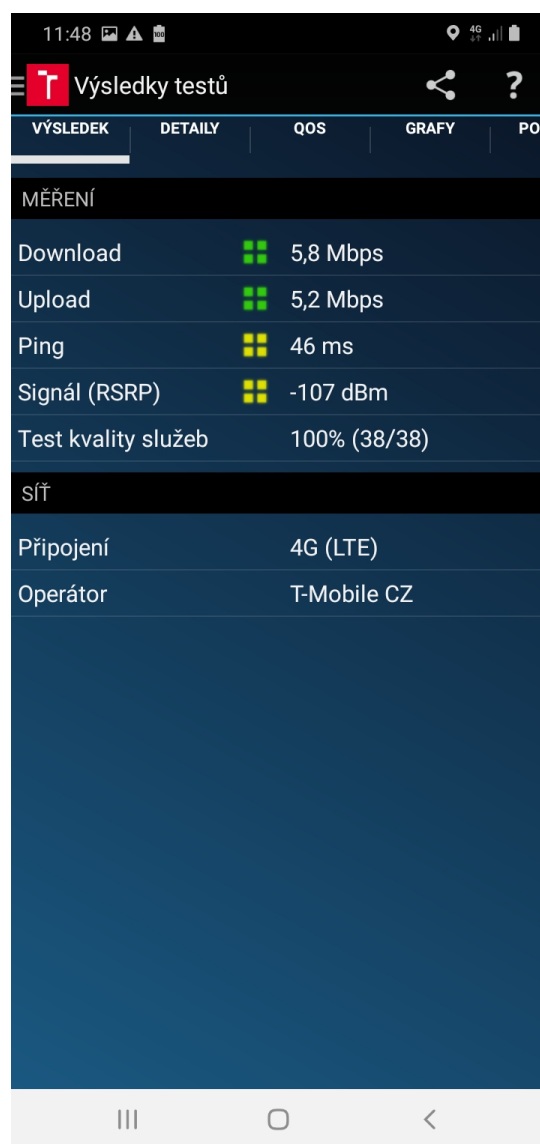 11:48 100 4G
Výsledky testů ?
VÝSLEDEK DETAILY QOS GRAFY PO
MĚŘENÍ
Download 5,8 Mbps
Upload 5,2 Mbps
Ping 46 ms
Signál (RSRP) -107 dBm
Test kvality služeb 100% (38/38)
SÍŤ
Připojení 4G (LTE)
Operátor T-Mobile CZ